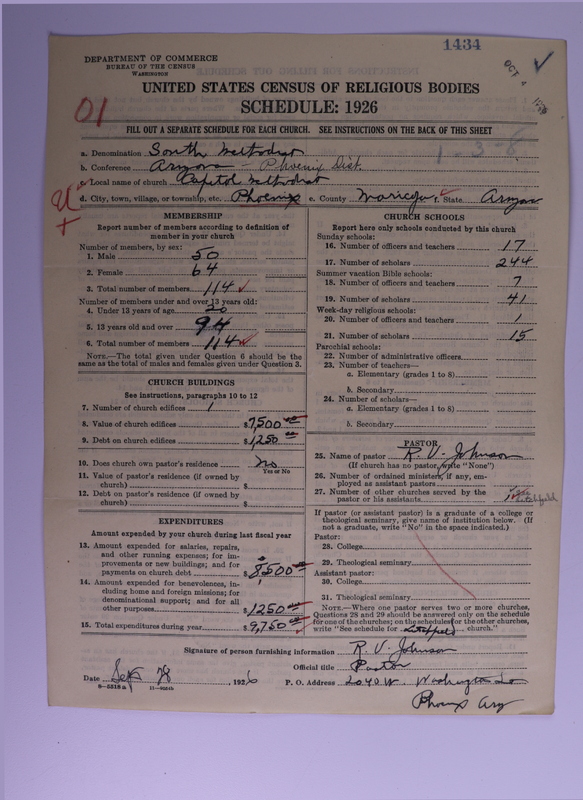 1434
DEPARTMENT OF COMMERCE
BUREAU OF THE CENSUS
WASHINGTON
OCT 4 1926
UNITED STATES CENSUS OF RELIGIOUS BODIES
SCHEDULE: 1926
01
FILL OUT A SEPARATE SCHEDULE FOR EACH CHURCH. SEE INSTRUCTIONS ON THE BACK OF THIS SHEET
1-3-8
a. Denomination South Methodist
b. Conference Arizona - Phoenix Dist.
c. Local name of church Capitol Methodist
d. City, town, village, or township, etc. Phoenix e. County Maricopa f. State
U
MEMBERSHIP
Report number of members according to definition of
member in your church
Number of members, by sex:
1. Male 50
2. Female 64
3. Total number of members 114
Number of members under and over 13 years old:
4. Under 13 years of age 20
5. 13 years old and over 94
6. Total number of members 114
NOTE.—The total given under Question 6 should be the
same as the total of males and females given under Question 3.
CHURCH BUILDINGS
See instructions, paragraphs 10 to 12
7. Number of church edifices 1
8. Value of church edifices $7,500 00
9. Debt on church edifices $1,250 00
10. Does church own pastor's residence no
Yes or No
11. Value of pastor's residence (if owned by
church) $
12. Debt on pastor's residence (if owned by
church) $
EXPENDITURES
Amount expended by your church during last fiscal year
13. Amount expended for salaries, repairs,
and other running expenses; for im-
provements or new buildings; and for
payments on church debt $8500
14. Amount expended for benevolences, in-
cluding home and foreign missions; for
denominational support; and for all
other purposes $1250
15. Total expenditures during year $9,750
CHURCH SCHOOLS
Report here only schools conducted by this church
Sunday schools:
16. Number of officers and teachers 17
17. Number of scholars 244
Summer vacation Bible schools:
18. Number of officers and teachers 7
19. Number of scholars 41
Week-day religious schools:
20. Number of officers and teachers 1
21. Number of scholars 15
Parochial schools:
22. Number of administrative officers
23. Number of teachers—
a. Elementary (grades 1 to 8)
b. Secondary
24. Number of scholars—
a. Elementary (grades 1 to 8)
b. Secondary
PASTOR
25. Name of pastor R. V. Johnson
(If church has no pastor, write "None")
26. Number of ordained ministers, if any, em-
ployed as assistant pastors
27. Number of other churches served by the
pastor or his assistants 1
If pastor (or assistant pastor) is a graduate of a college or
theological seminary, give name of institution below. (If
not a graduate, write "No" in the space indicated.)
Pastor:
28. College
29. Theological seminary
Assistant pastor:
30. College
31. Theological seminary
NOTE.—Where one pastor serves two or more churches,
Questions 28 and 29 should be answered only on the schedule
for one of the churches; on the schedules for the other churches,
write "See schedule for church."
Signature of person furnishing information R. V. Johnson
Official title Pastor
Date Sept 28, 1926 P. O. Address 2040 W. Washington
8—5518a 11—9264b
Phoenix